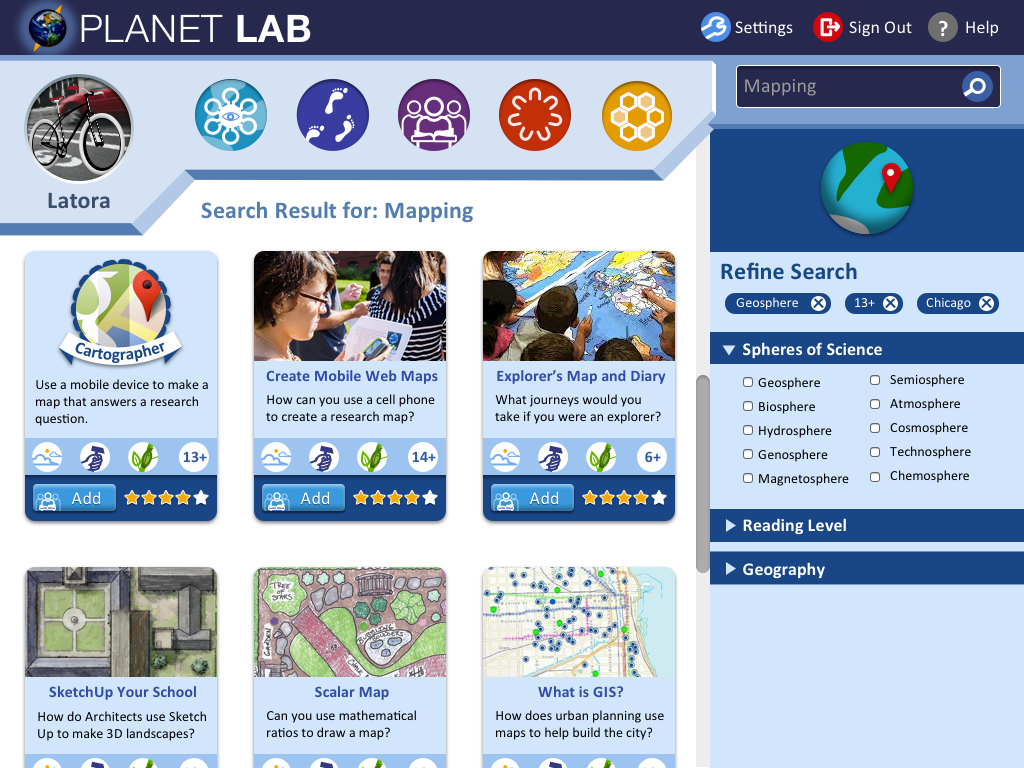 PLANET LAB
Settings
Sign Out
? Help
Mapping
Latora
Search Result for: Mapping
Cartographer
Use a mobile device to make a
map that answers a research
question.
13+
Add
Create Mobile Web Maps
How can you use a cell phone
to create a research map?
14+
Add
Explorer's Map and Diary
What journeys would you
take if you were an explorer?
6+
Add
SketchUp Your School
How do Architects use Sketch
Up to make 3D landscapes?
TREE
OF
Scalar Map
Can you use mathematical
ratios to draw a map?
What is GIS?
How does urban planning use
maps to help build the city?
Refine Search
Geosphere
13+
Chicago
Spheres of Science
Geosphere
Biosphere
Hydrosphere
Genosphere
Magnetosphere
Semiosphere
Atmosphere
Cosmosphere
Technosphere
Chemosphere
Reading Level
Geography